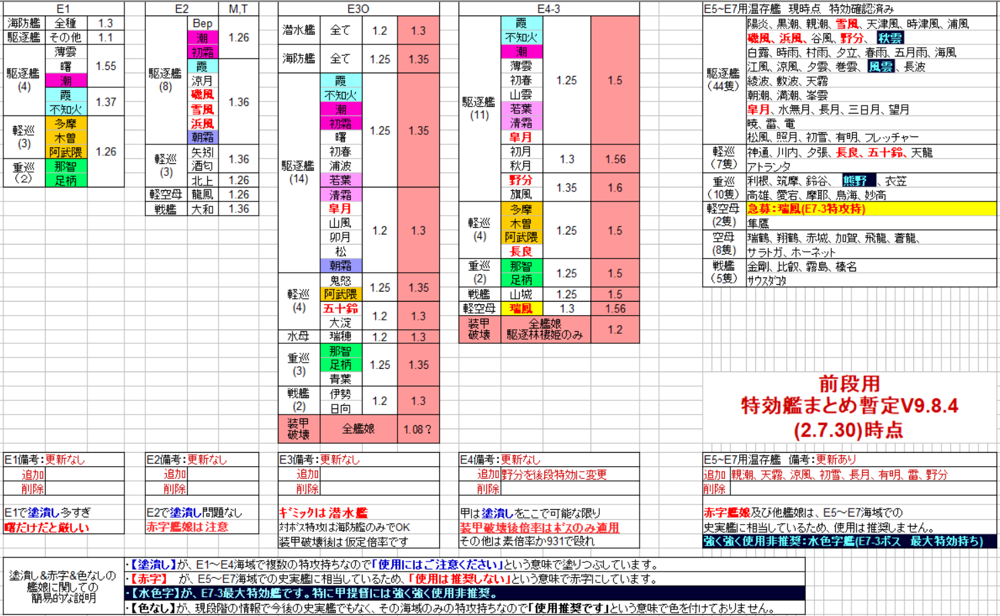 E1
海防艦 全種 1.3
駆逐艦 その他 1.1
駆逐艦
(4)
薄雲
曙
潮
1.55
霞
不知火
1.37
軽巡
(3)
多摩
木曽
阿武隈
重巡
(2)
那智
足柄
1.26
E2 M,T
駆逐艦
(8)
Bep
潮
初霜
1.26
霞
涼月
磯風
雪風
浜風
朝霜
1.36
軽巡
(3)
矢矧
酒匂
1.36
北上 1.26
軽空母 龍鳳 1.26
戦艦 大和 1.36
E3O
潜水艦 全て 1.2 1.3
海防艦 全て 1.25 1.35
駆逐艦
(14)
霞
不知火
潮
初霜
曙
初春
浦波
若葉
1.25 1.35
清霜
皐月
山風
卯月
松
朝霜
1.2 1.3
軽巡
(4)
鬼怒
阿武隈
1.25 1.35
五十鈴
大淀
1.2 1.3
水母 瑞穂 1.2 1.3
重巡
(3)
那智
足柄
青葉
1.25 1.35
戦艦
(2)
伊勢
日向
1.2 1.3
装甲
破壊
全艦娘 1.08？
E4-3
駆逐艦
(11)
霞
不知火
潮
薄雲
初春
山雲
若葉
清霜
皐月
1.25 1.5
初月
秋月
1.3 1.56
野分
旗風
1.35 1.6
軽巡
(4)
多摩
木曽
阿武隈
長良
1.25 1.5
重巡
(2)
那智
足柄
1.25 1.5
戦艦 山城 1.25 1.5
軽空母 瑞鳳 1.3 1.56
装甲
破壊
全艦娘
駆逐林棲姫のみ
1.2
E5~E7用温存艦 現時点 特効確認済み
駆逐艦
(44隻)
陽炎、黒潮、親潮、雪風、天津風、時津風、浦風
磯風、浜風、谷風、野分、 秋雲
白露、時雨、村雨、夕立、春雨、五月雨、海風
江風、涼風、夕雲、巻雲、風雲、長波
綾波、敷波、天霧
朝潮、満潮、峯雲
皐月、水無月、長月、三日月、望月
暁、雷、電
松風、照月、初雪、有明、フレッチャー
軽巡
(7隻)
神通、川内、夕張、長良、五十鈴、天龍
アトランタ
重巡
(10隻)
利根、筑摩、鈴谷、 熊野 、衣笠
高雄、愛宕、摩耶、鳥海、妙高
軽空母
(2隻)
急募：瑞鳳(E7-3特攻持)
隼鷹
空母
(8隻)
瑞鶴、翔鶴、赤城、加賀、飛龍、蒼龍、
サラトガ、ホーネット
戦艦
(5隻)
金剛、比叡、霧島、榛名
サウスダコタ
前段用
特効艦まとめ暫定V9.8.4
(2.7.30)時点
E1備考：更新なし
追加
削除
E1で塗潰し多すぎ
曙だけだと厳しい
E2備考：更新なし
追加
削除
E2で塗潰し問題なし
赤字艦娘は注意
E3備考：更新なし
追加
削除
ギミックは潜水艦
対ボス特攻は海防艦のみでOK
装甲破壊後は仮定倍率です
E4備考：更新なし
追加 野分を後段特効に変更
削除
甲は塗潰しをここで可能な限り
装甲破壊後倍率はボスのみ適用
その他は素倍率か931で殴れ
E5~E7用温存艦 備考：更新あり
追加 親潮、天霧、涼風、初雪、長月、有明、雷、野分
削除
赤字艦娘及び他艦娘は、E5～E7海域での
史実艦に相当しているため、使用は推奨しません。
強く強く使用非推奨：水色字艦(E7-3ボス 最大特効持ち)
塗潰し&赤字&色なしの
艦娘に関しての
簡易的な説明
・【塗潰し】が、E1～E4海域で複数の特攻持ちなので「使用にはご注意ください」という意味で塗りつぶしています。
・【赤字】 が、E5～E7海域での史実艦に相当しているため、「使用は推奨しない」という意味で赤字にしています。
・【水色字】が、E7-3最大特効艦です。特に甲提督には強く強く使用非推奨。
・【色なし】が、現段階の情報で今後の史実艦でもなく、その海域のみの特攻持ちなので「使用推奨です」という意味で色を付けておりません。